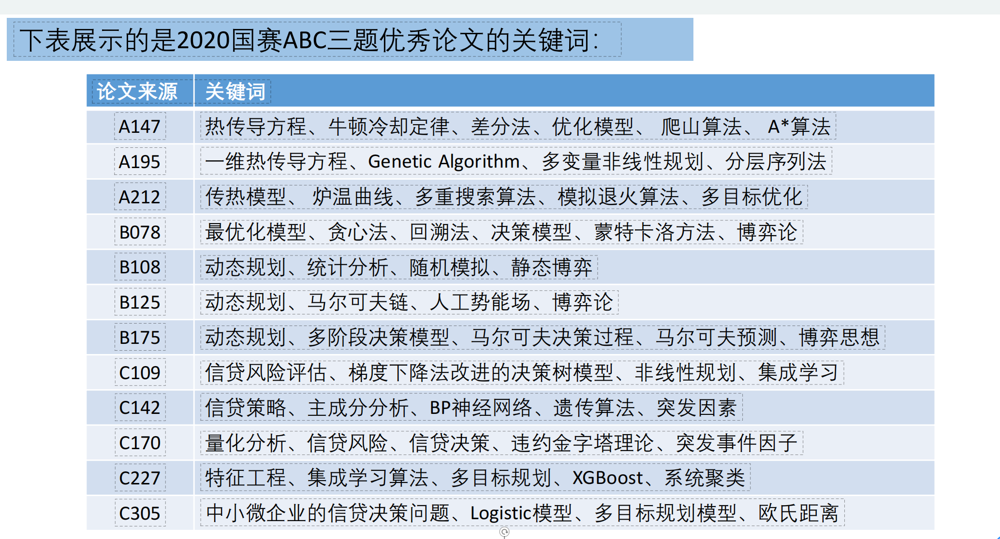 下表展示的是2020国赛ABC三题优秀论文的关键词：
论文来源 关键词
A147 热传导方程、牛顿冷却定律、差分法、优化模型、 爬山算法、 A*算法
A195 一维热传导方程、Genetic Algorithm、多变量非线性规划、分层序列法
A212 传热模型、 炉温曲线、多重搜索算法、模拟退火算法、多目标优化
B078 最优化模型、贪心法、回溯法、决策模型、蒙特卡洛方法、博弈论
B108 动态规划、统计分析、随机模拟、静态博弈
B125 动态规划、马尔可夫链、人工势能场、博弈论
B175 动态规划、多阶段决策模型、马尔可夫决策过程、马尔可夫预测、博弈思想
C109 信贷风险评估、梯度下降法改进的决策树模型、非线性规划、集成学习
C142 信贷策略、主成分分析、BP神经网络、遗传算法、突发因素
C170 量化分析、信贷风险、信贷决策、违约金字塔理论、突发事件因子
C227 特征工程、集成学习算法、多目标规划、XGBoost、系统聚类
C305 中小微企业的信贷决策问题、Logistic模型、多目标规划模型、欧氏距离